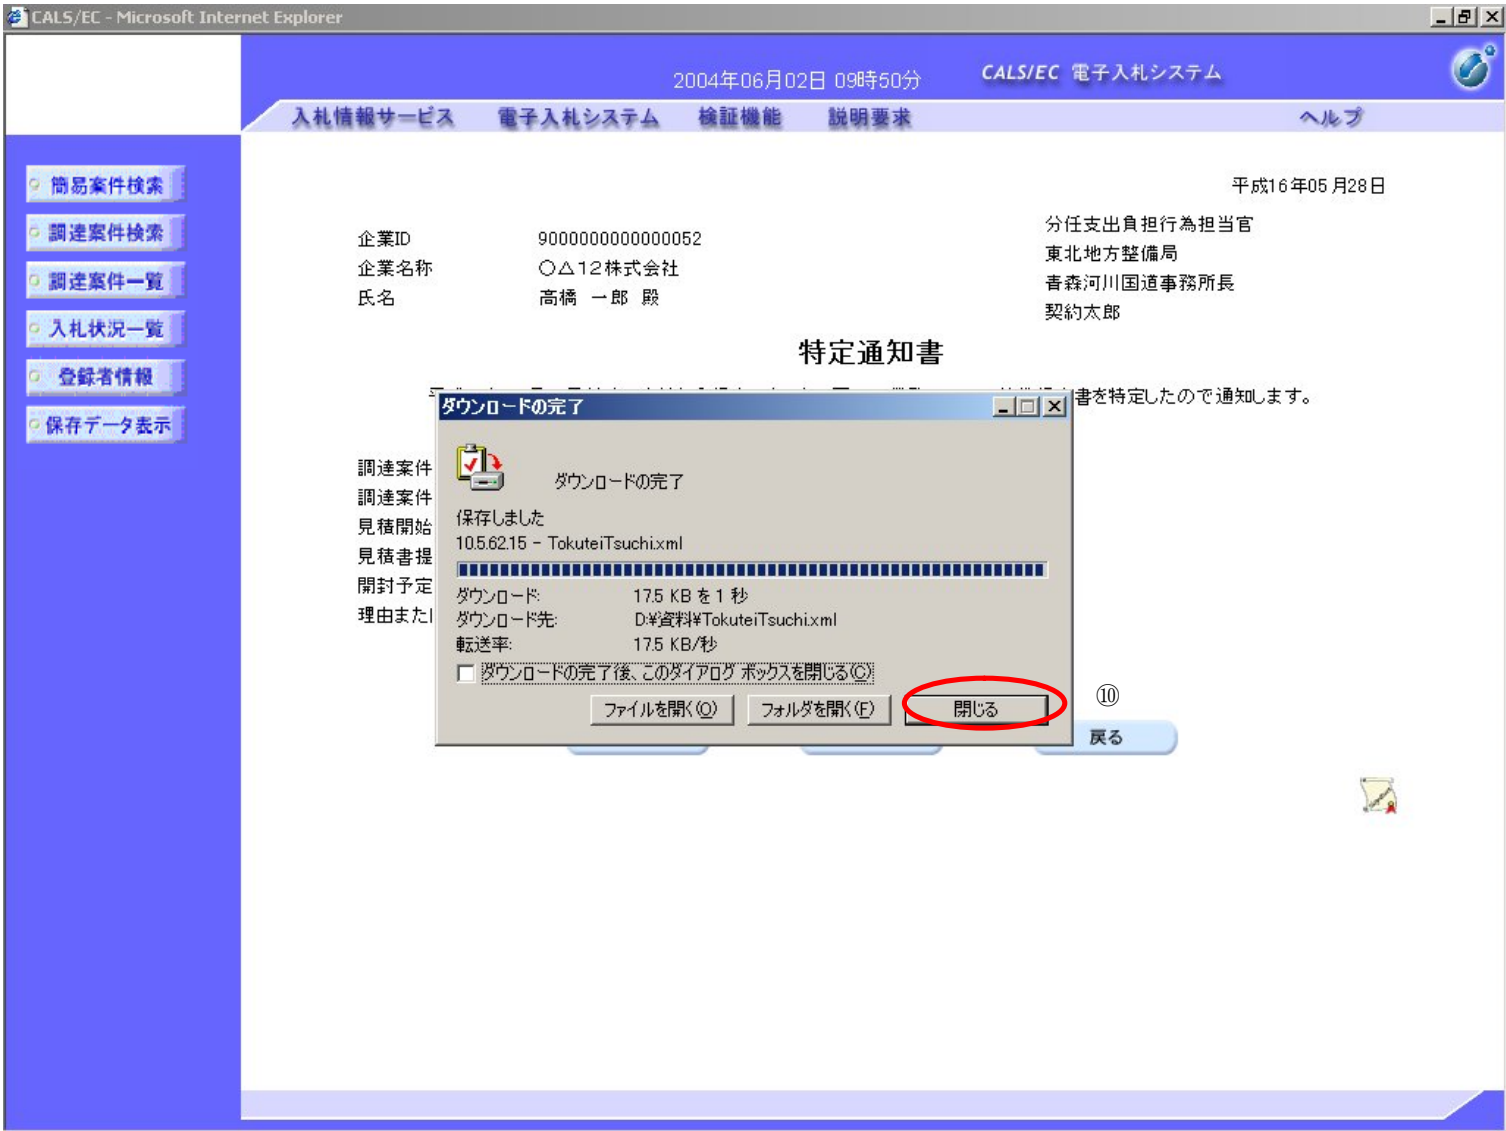 CALS/EC - Microsoft Internet Explorer
2004年06月02日 09時50分
CALS/EC 電子入札システム
入札情報サービス 電子入札システム 検証機能 説明要求 ヘルプ
簡易案件検索
調達案件検索
調達案件一覧
入札状況一覧
登録者情報
保存データ表示
平成16年05月28日
分任支出負担行為担当官
東北地方整備局
青森河川国道事務所長
契約太郎
企業ID 9000000000000052
企業名称 ○△12株式会社
氏名 高橋 一郎 殿
特定通知書
書を特定したので通知します。
調達案件
調達案件
見積開始
見積書提
開封予定
理由また
ダウンロードの完了
ダウンロードの完了
保存しました
10.5.62.15 - TokuteiTsuchi.xml
ダウンロード: 17.5 KB を 1 秒
ダウンロード先: D:¥資料¥TokuteiTsuchi.xml
転送率: 17.5 KB/秒
ダウンロードの完了後、このダイアログ ボックスを閉じる(C)
ファイルを開く(O) フォルダを開く(F) 閉じる
⑩
戻る